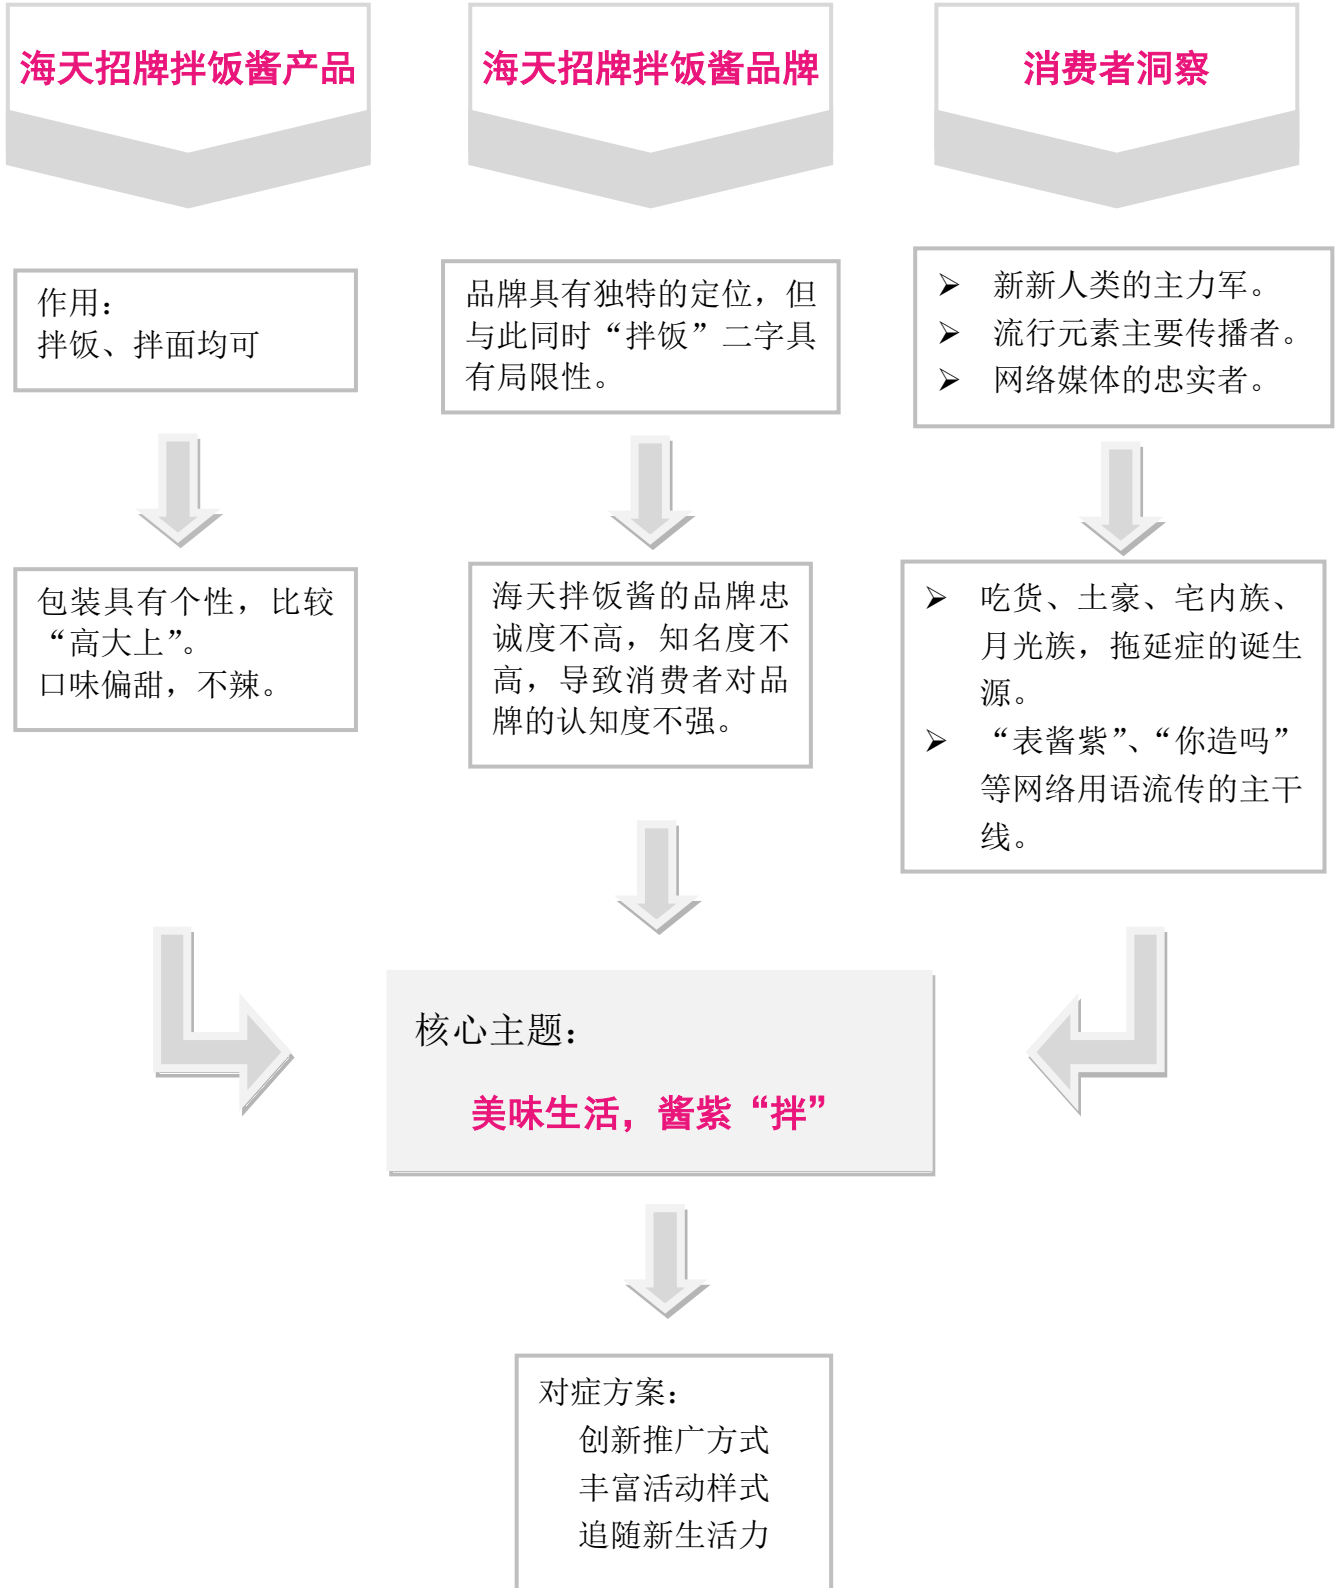 海天招牌拌饭酱产品
海天招牌拌饭酱品牌
消费者洞察
作用：
拌饭、拌面均可
品牌具有独特的定位，但
与此同时“拌饭”二字具
有局限性。
➢ 新新人类的主力军。
➢ 流行元素主要传播者。
➢ 网络媒体的忠实者。
包装具有个性，比较
“高大上”。
口味偏甜，不辣。
海天拌饭酱的品牌忠
诚度不高，知名度不
高，导致消费者对品
牌的认知度不强。
➢ 吃货、土豪、宅内族、
月光族，拖延症的诞生
源。
➢ “表酱紫”、“你造吗”
等网络用语流传的主干
线。
核心主题：
美味生活，酱紫“拌”
对症方案：
创新推广方式
丰富活动样式
追随新生活力